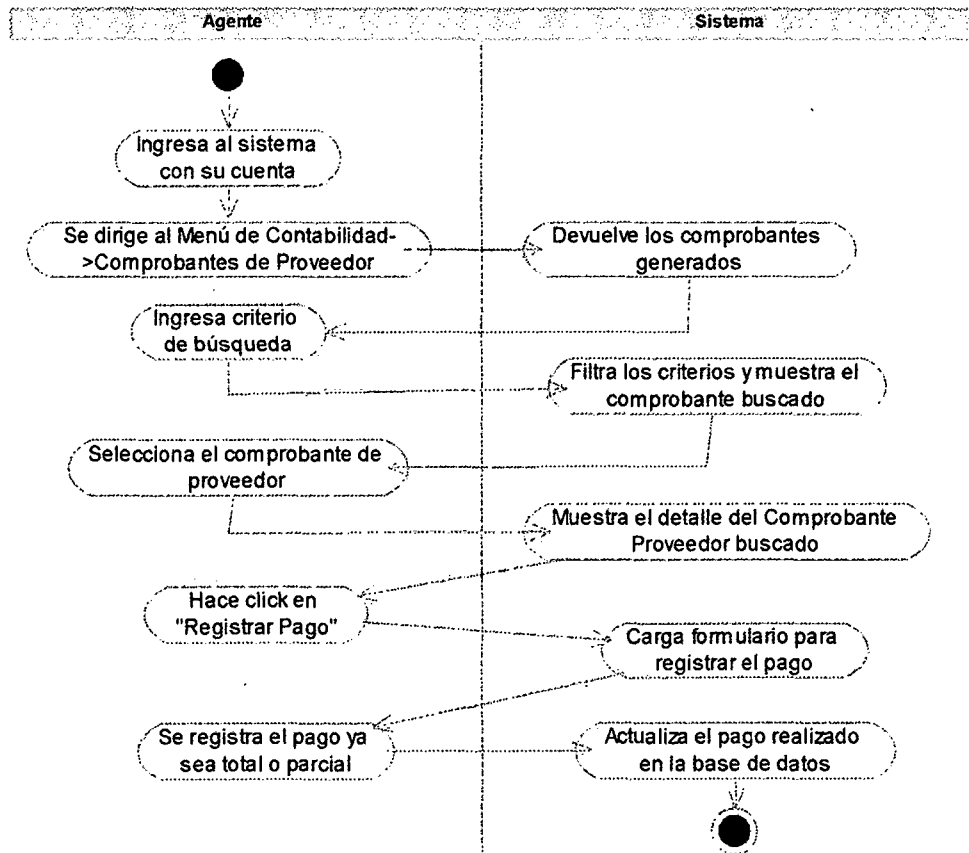 Agente
Sistema
Ingresa al sistema
con su cuenta
Se dirige al Menú de Contabilidad-
>Comprobantes de Proveedor
Devuelve los comprobantes
generados
Ingresa criterio
de búsqueda
Filtra los criterios y muestra el
comprobante buscado
Selecciona el comprobante de
proveedor
Muestra el detalle del Comprobante
Proveedor buscado
Hace click en
"Registrar Pago"
Carga formulario para
registrar el pago
Se registra el pago ya
sea total o parcial
Actualiza el pago realizado
en la base de datos